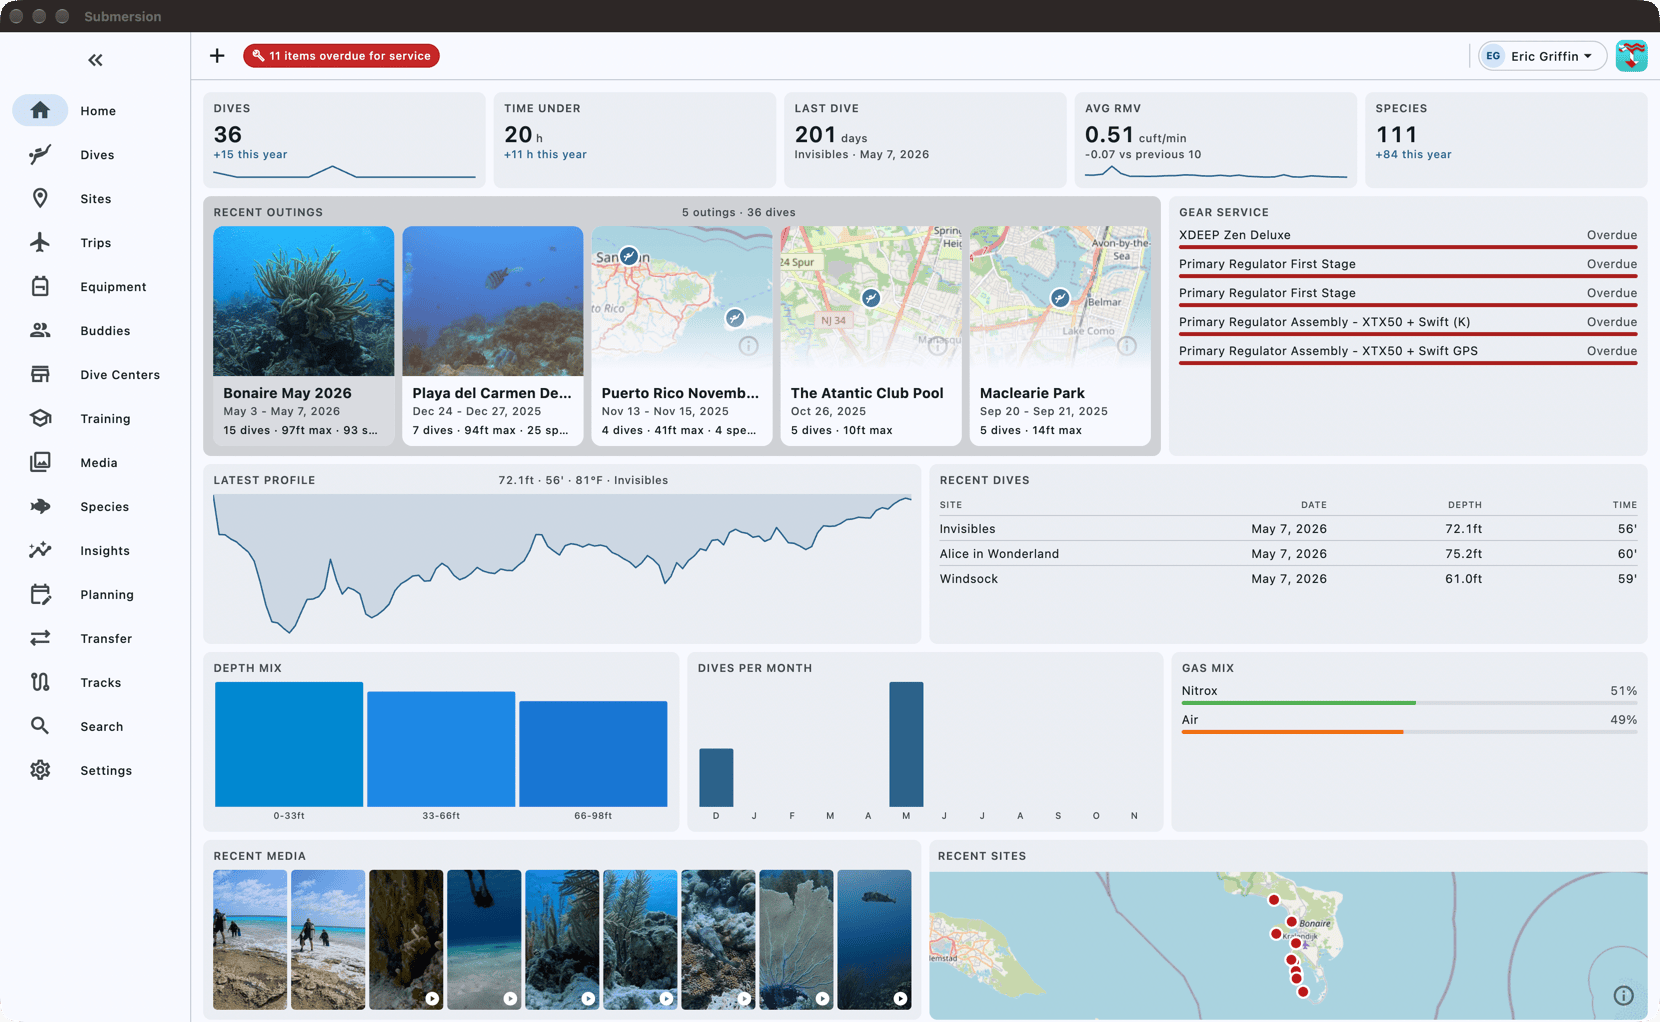 Submersion
11 items overdue for service
EG Eric Griffin
Home
Dives
Sites
Trips
Equipment
Buddies
Dive Centers
Training
Media
Species
Insights
Planning
Transfer
Tracks
Search
Settings
DIVES
36
+15 this year
TIME UNDER
20 h
+11 h this year
LAST DIVE
201 days
Invisibles · May 7, 2026
AVG RMV
0.51 cuft/min
-0.07 vs previous 10
SPECIES
111
+84 this year
RECENT OUTINGS
5 outings · 36 dives
Bonaire May 2026
May 3 - May 7, 2026
15 dives · 97ft max · 93 s...
Playa del Carmen De...
Dec 24 - Dec 27, 2025
7 dives · 94ft max · 25 sp...
Puerto Rico Novemb...
Nov 13 - Nov 15, 2025
4 dives · 41ft max · 4 spe...
24 Spur
NJ 34
The Atantic Club Pool
Oct 26, 2025
5 dives · 10ft max
Avon-by-the-
Sea
Belmar
Lake Como
Maclearie Park
Sep 20 - Sep 21, 2025
5 dives · 14ft max
GEAR SERVICE
XDEEP Zen Deluxe Overdue
Primary Regulator First Stage Overdue
Primary Regulator First Stage Overdue
Primary Regulator Assembly - XTX50 + Swift (K) Overdue
Primary Regulator Assembly - XTX50 + Swift GPS Overdue
LATEST PROFILE
72.1ft · 56' · 81°F · Invisibles
RECENT DIVES
SITE DATE DEPTH TIME
Invisibles May 7, 2026 72.1ft 56'
Alice in Wonderland May 7, 2026 75.2ft 60'
Windsock May 7, 2026 61.0ft 59'
DEPTH MIX
0-33ft 33-66ft 66-98ft
DIVES PER MONTH
D J F M A M J J A S O N
GAS MIX
Nitrox 51%
Air 49%
RECENT MEDIA
RECENT SITES
Bonaire